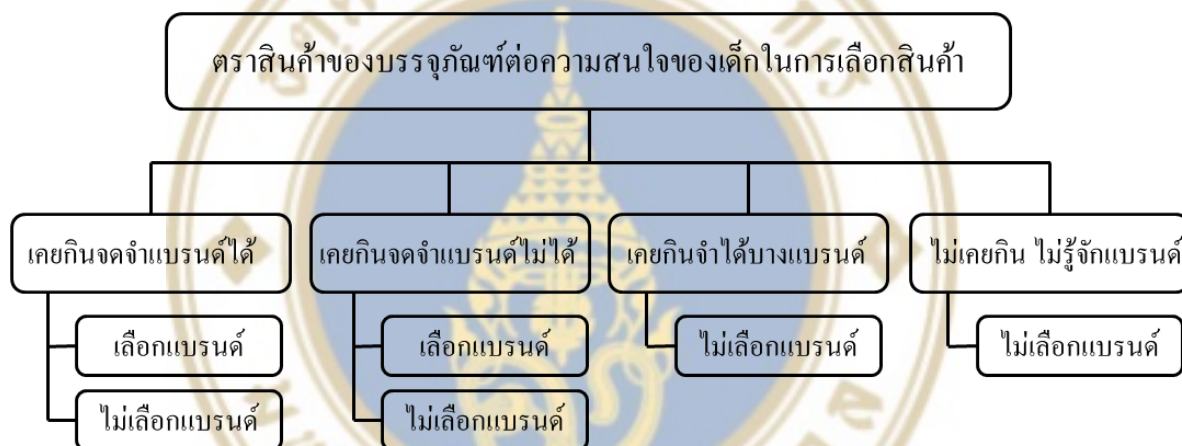 ตราสินค้าของบรรจุภัณฑ์ต่อความสนใจของเด็กในการเลือกสินค้า
เคยกินจดจำแบรนด์ได้
เคยกินจดจำแบรนด์ไม่ได้
เคยกินจำได้บางแบรนด์
ไม่เคยกิน ไม่รู้จักแบรนด์
เลือกแบรนด์
เลือกแบรนด์
ไม่เลือกแบรนด์
ไม่เลือกแบรนด์
ไม่เลือกแบรนด์
ไม่เลือกแบรนด์